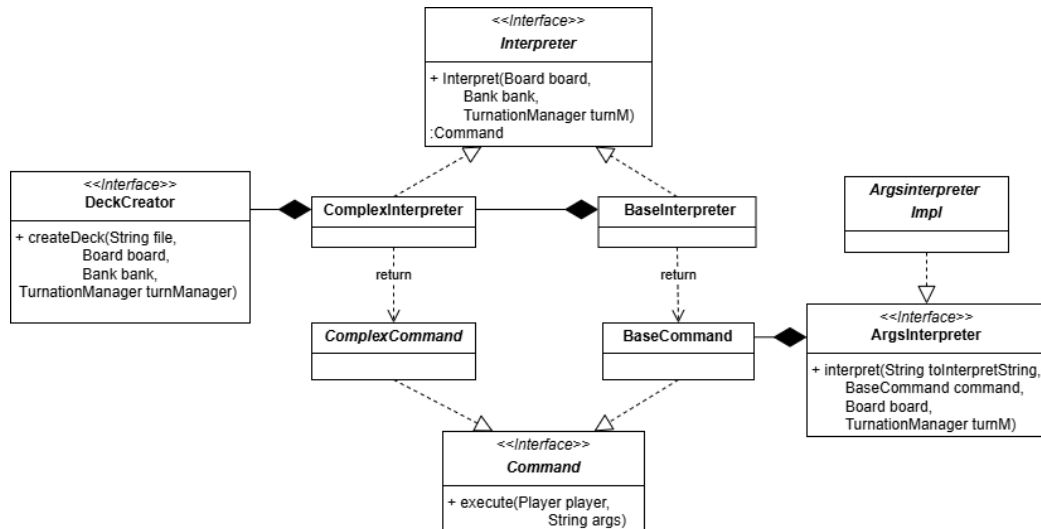 <<Interface>>
Interpreter
+ Interpret(Board board,
Bank bank,
TurnationManager turnM)
:Command
<<Interface>>
DeckCreator
+ createDeck(String file,
Board board,
Bank bank,
TurnationManager turnManager)
ComplexInterpreter
BaseInterpreter
Argsinterpreter
Impl
return
return
ComplexCommand
BaseCommand
<<Interface>>
ArgsInterpreter
+ interpret(String toInterpretString,
BaseCommand command,
Board board,
TurnationManager turnM)
<<Interface>>
Command
+ execute(Player player,
String args)